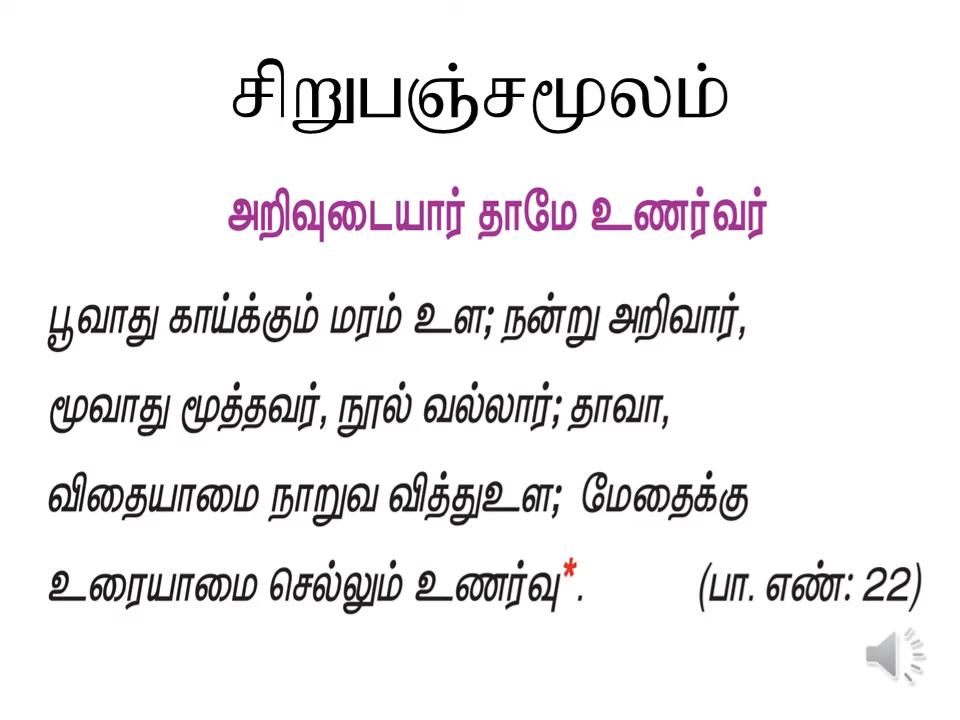 சிறுபஞ்சமூலம்
அறிவுடையார் தாமே உணர்வர்
பூவாது காய்க்கும் மரம் உள; நன்று அறிவார்,
மூவாது மூத்தவர், நூல் வல்லார்; தாவா,
விதையாமை நாறுவ வித்துஉள; மேதைக்கு
உரையாமை செல்லும் உணர்வு*. (பா. எண்: 22)